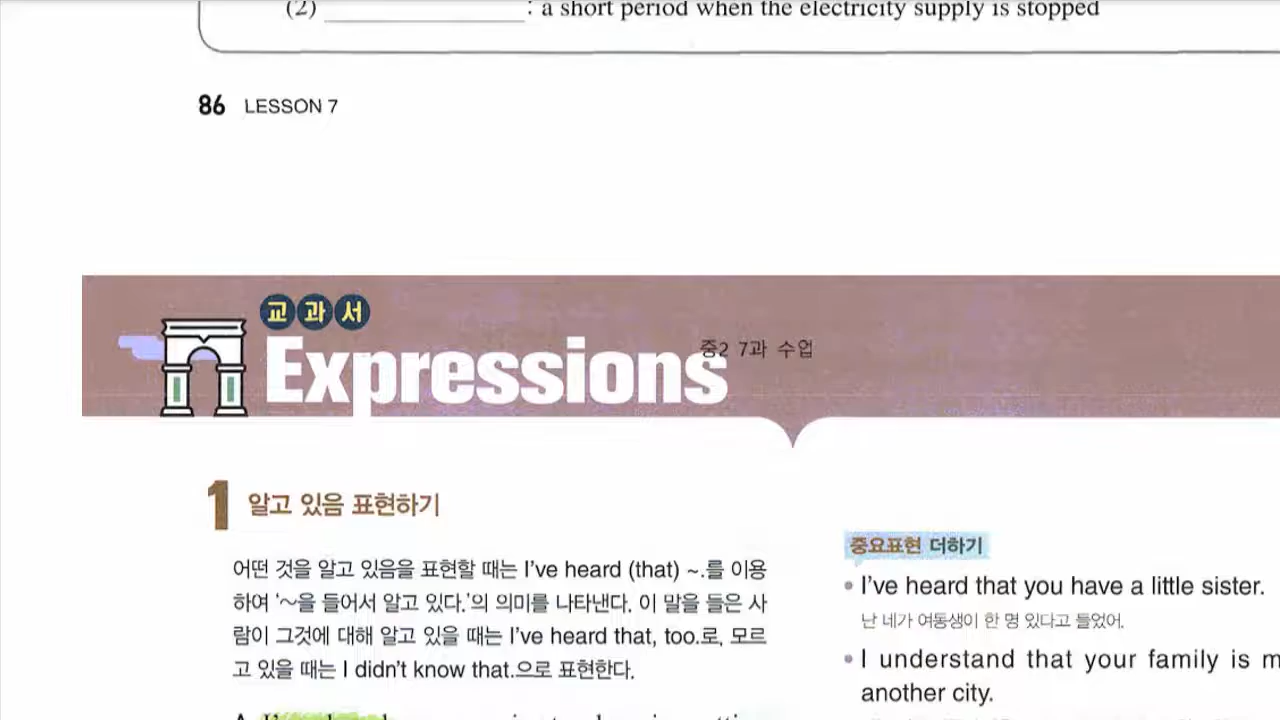 (2) ____________ : a short period when the electricity supply is stopped
86 LESSON 7
교과서
Expressions
중2 7과 수업
1 알고 있음 표현하기
어떤 것을 알고 있음을 표현할 때는 I've heard (that) ~.를 이용
하여 '~을 들어서 알고 있다.'의 의미를 나타낸다. 이 말을 들은 사
람이 그것에 대해 알고 있을 때는 I've heard that, too.로, 모르
고 있을 때는 I didn't know that.으로 표현한다.
중요표현 더하기
• I've heard that you have a little sister.
난 네가 여동생이 한 명 있다고 들었어.
• I understand that your family is m
another city.